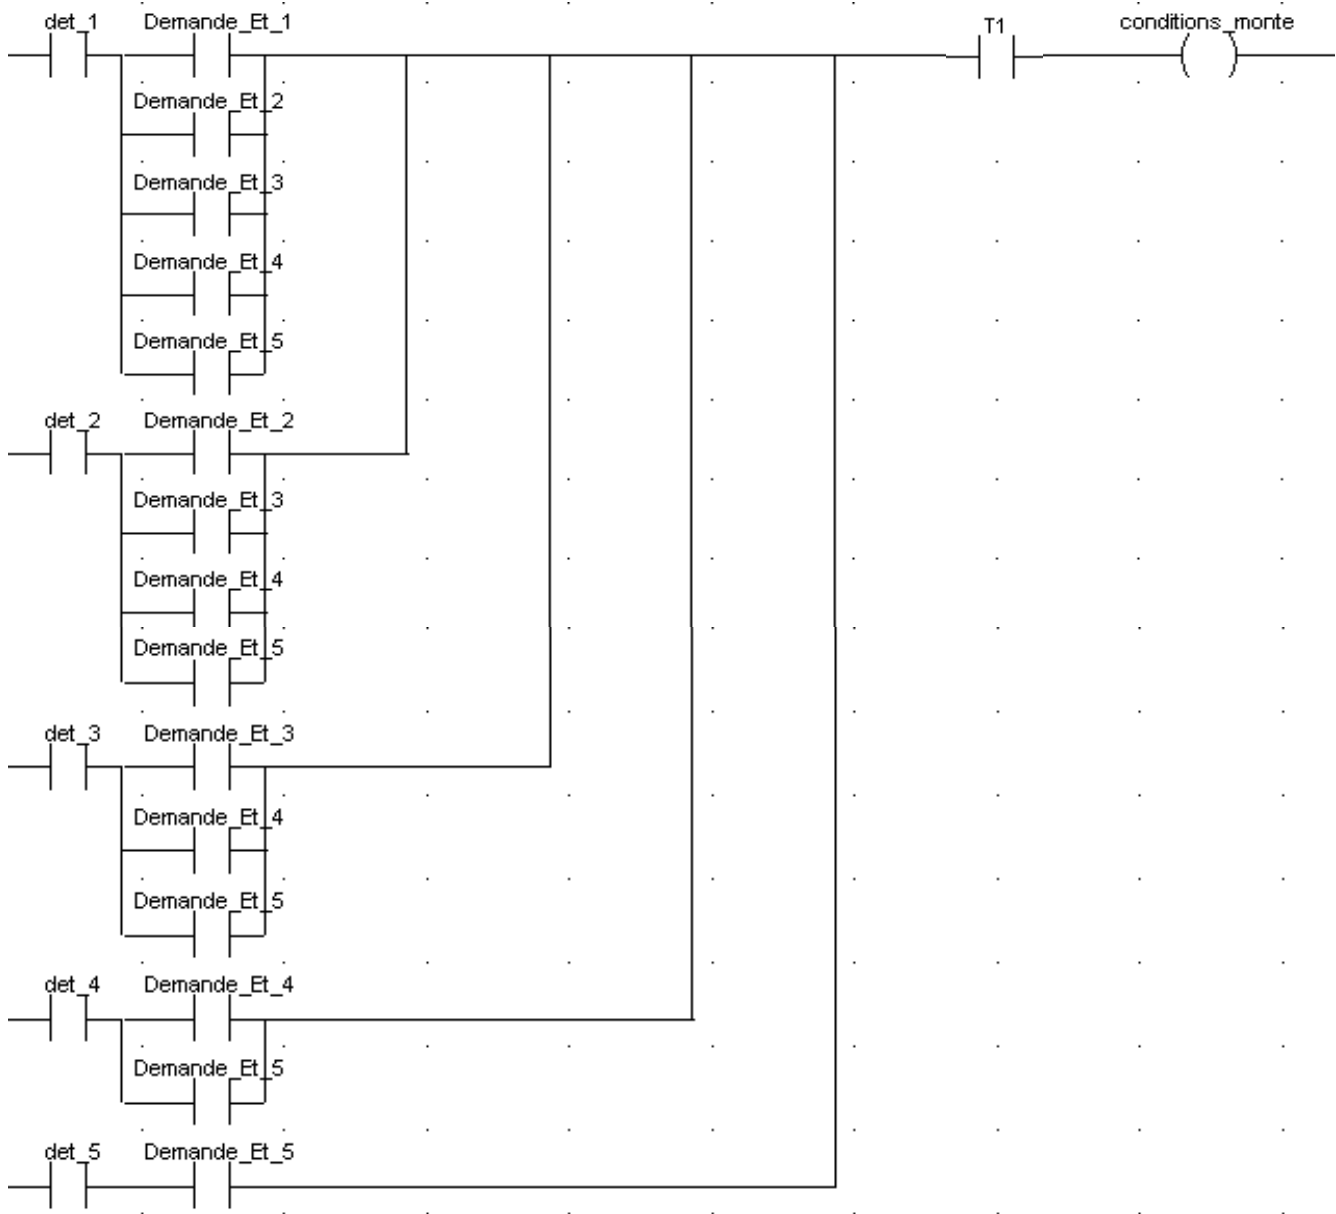 det_1 Demande_Et_1 T1 conditions_monte
Demande_Et_2
Demande_Et_3
Demande_Et_4
Demande_Et_5
det_2 Demande_Et_2
Demande_Et_3
Demande_Et_4
Demande_Et_5
det_3 Demande_Et_3
Demande_Et_4
Demande_Et_5
det_4 Demande_Et_4
Demande_Et_5
det_5 Demande_Et_5